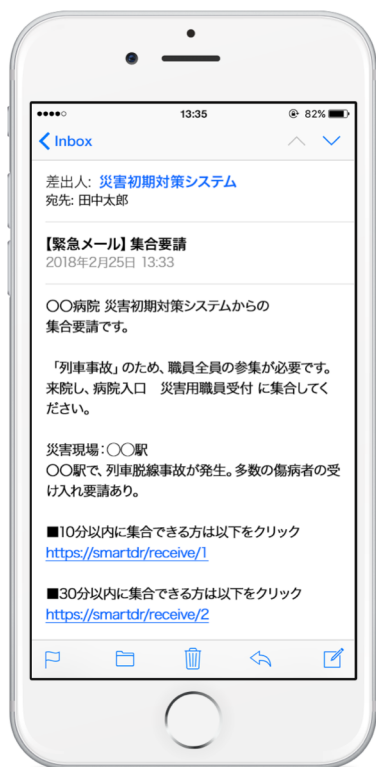 13:35
82%
Inbox
差出人: 災害初期対策システム
宛先: 田中太郎
【緊急メール】集合要請
2018年2月25日 13:33
〇〇病院 災害初期対策システムからの
集合要請です。
「列車事故」のため、職員全員の参集が必要です。
来院し、病院入口　災害用職員受付 に集合してく
ださい。
災害現場：〇〇駅
〇〇駅で、列車脱線事故が発生。多数の傷病者の受
け入れ要請あり。
■10分以内に集合できる方は以下をクリック
https://smartdr/receive/1
■30分以内に集合できる方は以下をクリック
https://smartdr/receive/2